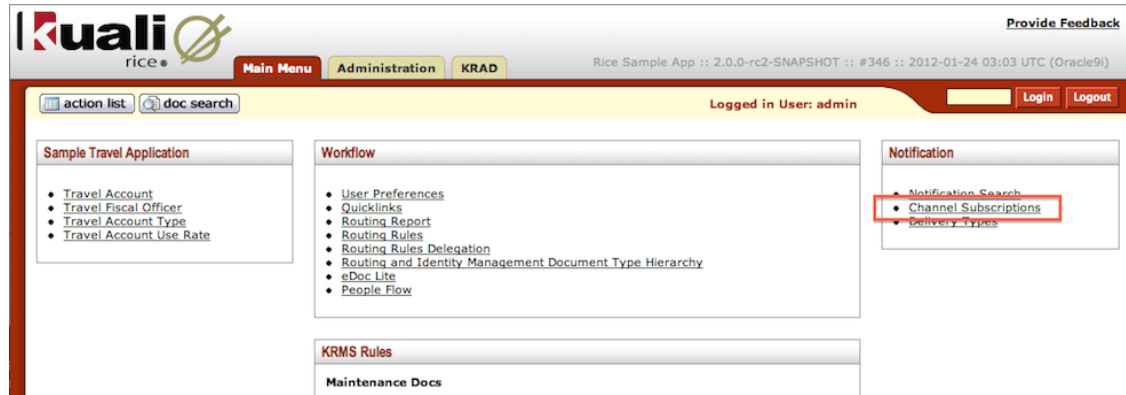 Kuali
rice
Provide Feedback
Main Menu Administration KRAD
Rice Sample App :: 2.0.0-rc2-SNAPSHOT :: #346 :: 2012-01-24 03:03 UTC (Oracle9i)
action list doc search
Logged in User: admin
Login Logout
Sample Travel Application
Travel Account
Travel Fiscal Officer
Travel Account Type
Travel Account Use Rate
Workflow
User Preferences
Quicklinks
Routing Report
Routing Rules
Routing Rules Delegation
Routing and Identity Management Document Type Hierarchy
eDoc Lite
People Flow
KRMS Rules
Maintenance Docs
Notification
Notification Search
Channel Subscriptions
Delivery Types